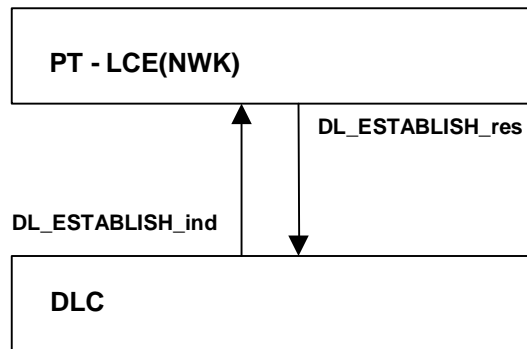 PT - LCE(NWK)
DL_ESTABLISH_res
DL_ESTABLISH_ind
DLC